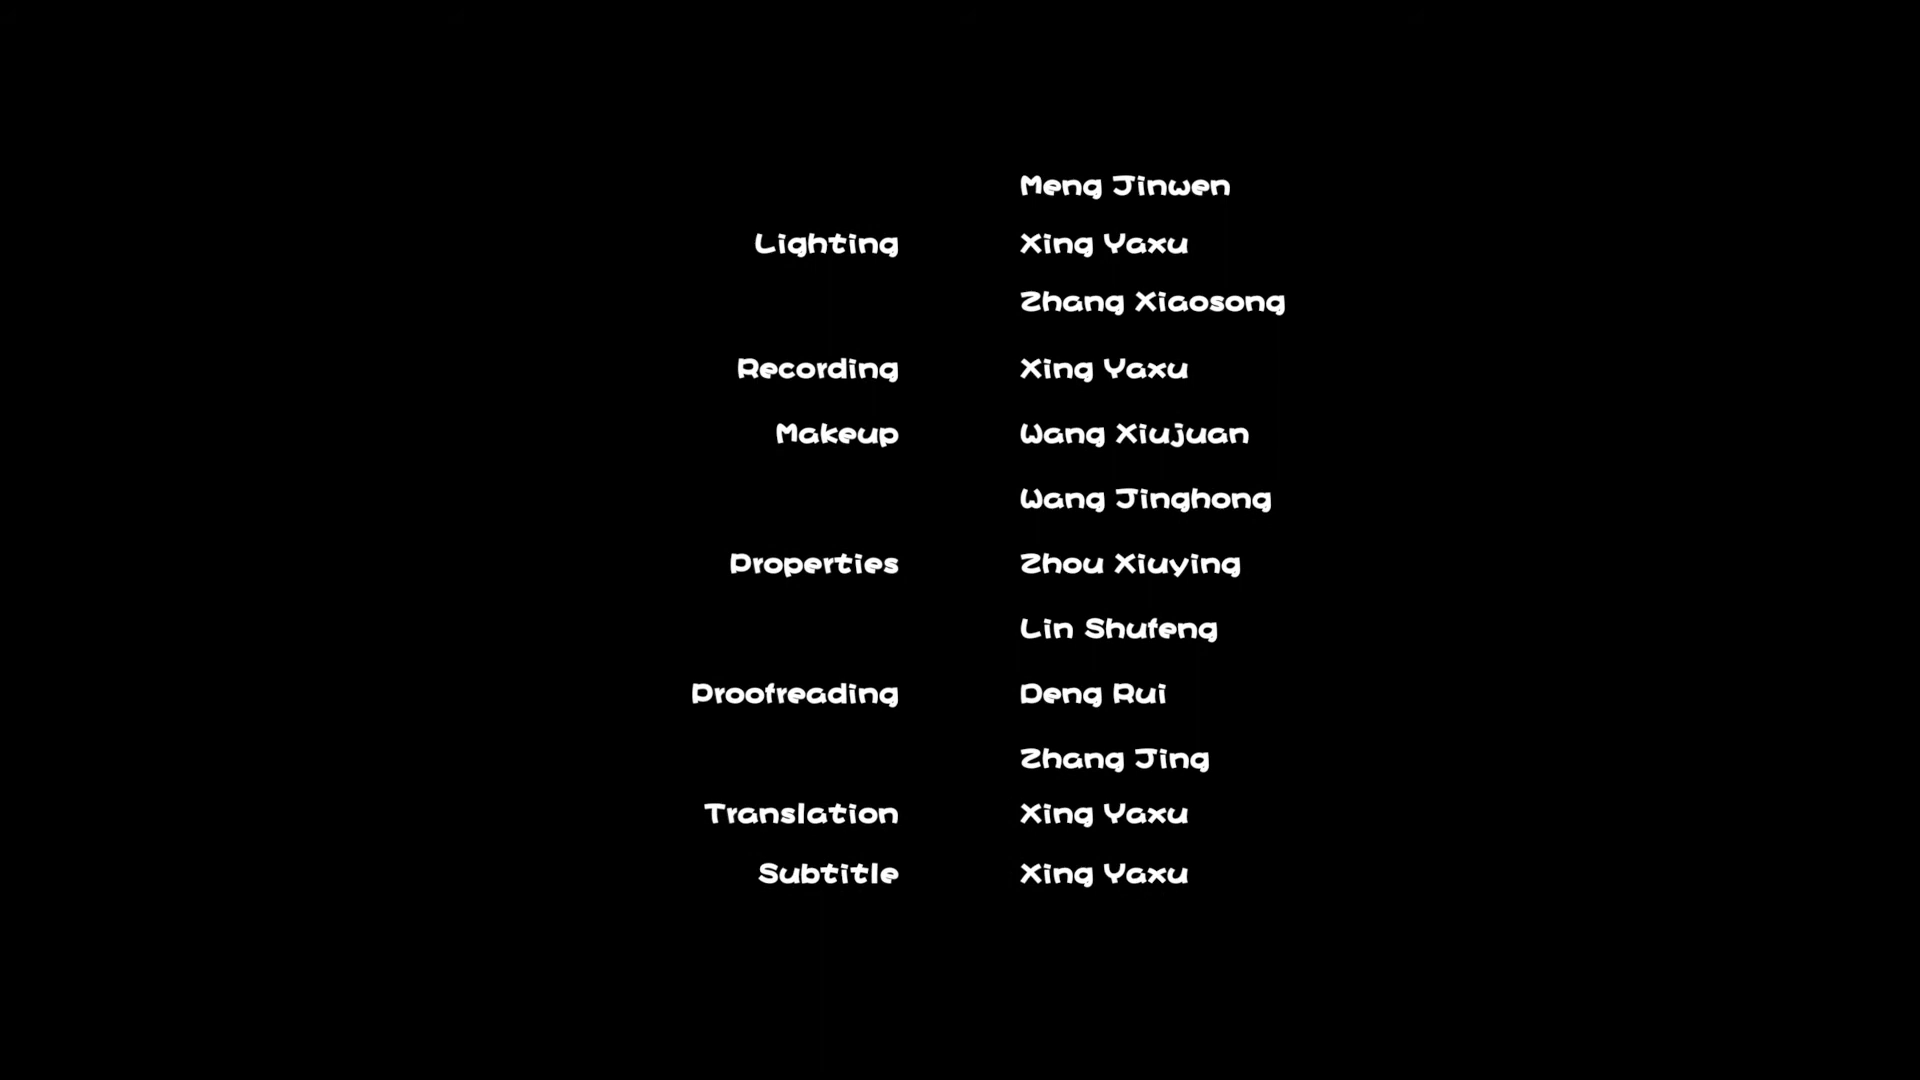 Meng Jinwen
Lighting Xing Yaxu
Zhang Xiaosong
Recording Xing Yaxu
Makeup Wang Xiujuan
Wang Jinghong
Properties Zhou Xiuying
Lin Shufeng
Proofreading Deng Rui
Zhang Jing
Translation Xing Yaxu
Subtitle Xing Yaxu